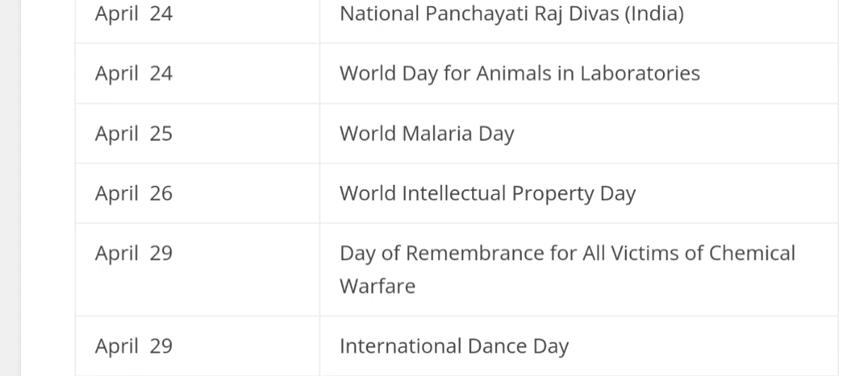 April 24 National Panchayati Raj Divas (India)
April 24 World Day for Animals in Laboratories
April 25 World Malaria Day
April 26 World Intellectual Property Day
April 29 Day of Remembrance for All Victims of Chemical
Warfare
April 29 International Dance Day